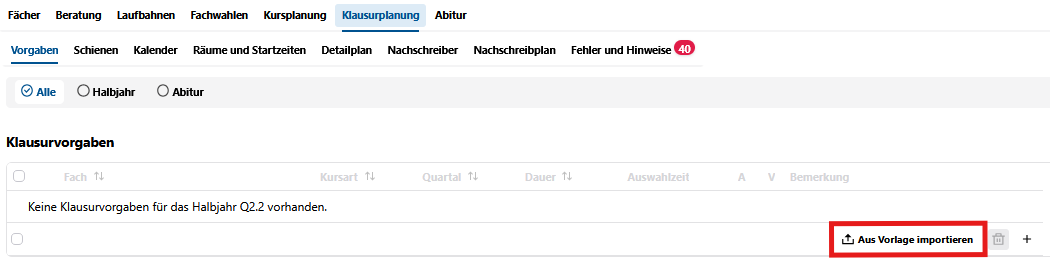 Fächer Beratung Laufbahnen Fachwahlen Kursplanung Klausurplanung Abitur
Vorgaben Schienen Kalender Räume und Startzeiten Detailplan Nachschreiber Nachschreibplan Fehler und Hinweise 40
Alle Halbjahr Abitur
Klausurvorgaben
Fach Kursart Quartal Dauer Auswahlzeit A V Bemerkung
Keine Klausurvorgaben für das Halbjahr Q2.2 vorhanden.
Aus Vorlage importieren